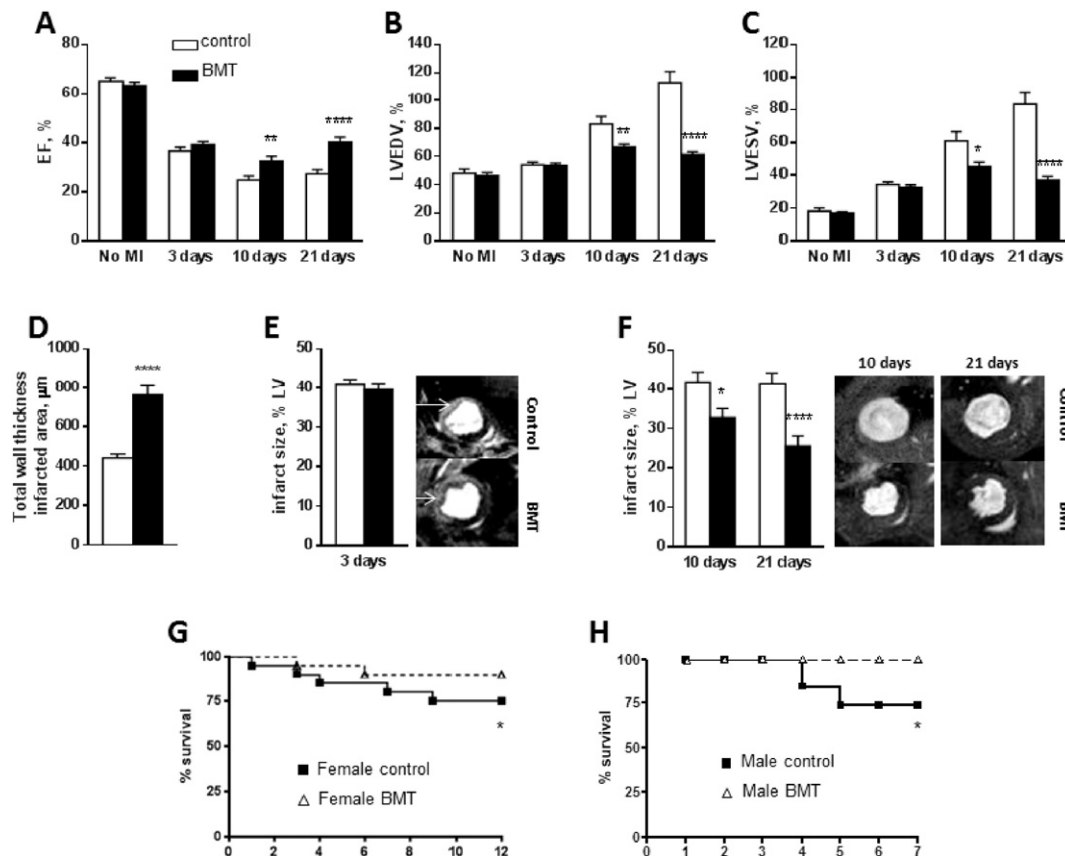 A
80
60
40
20
0
EF, %
control
BMT
**
****
No MI 3 days 10 days 21 days
B
140
120
100
80
60
40
20
0
LVEDV, %
**
****
No MI 3 days 10 days 21 days
C
120
100
80
60
40
20
0
LVESV, %
*
****
No MI 3 days 10 days 21 days
D
1000
800
600
400
200
0
Total wall thickness
infarcted area, µm
****
E
50
40
30
20
10
0
infarct size, % LV
3 days
Control
BMT
F
50
40
30
20
10
0
infarct size, % LV
*
****
10 days 21 days
10 days 21 days
Control
BMT
G
100
75
50
25
0
% survival
*
Female control
Female BMT
0 2 4 6 8 10 12
H
100
75
50
25
0
% survival
*
Male control
Male BMT
0 1 2 3 4 5 6 7